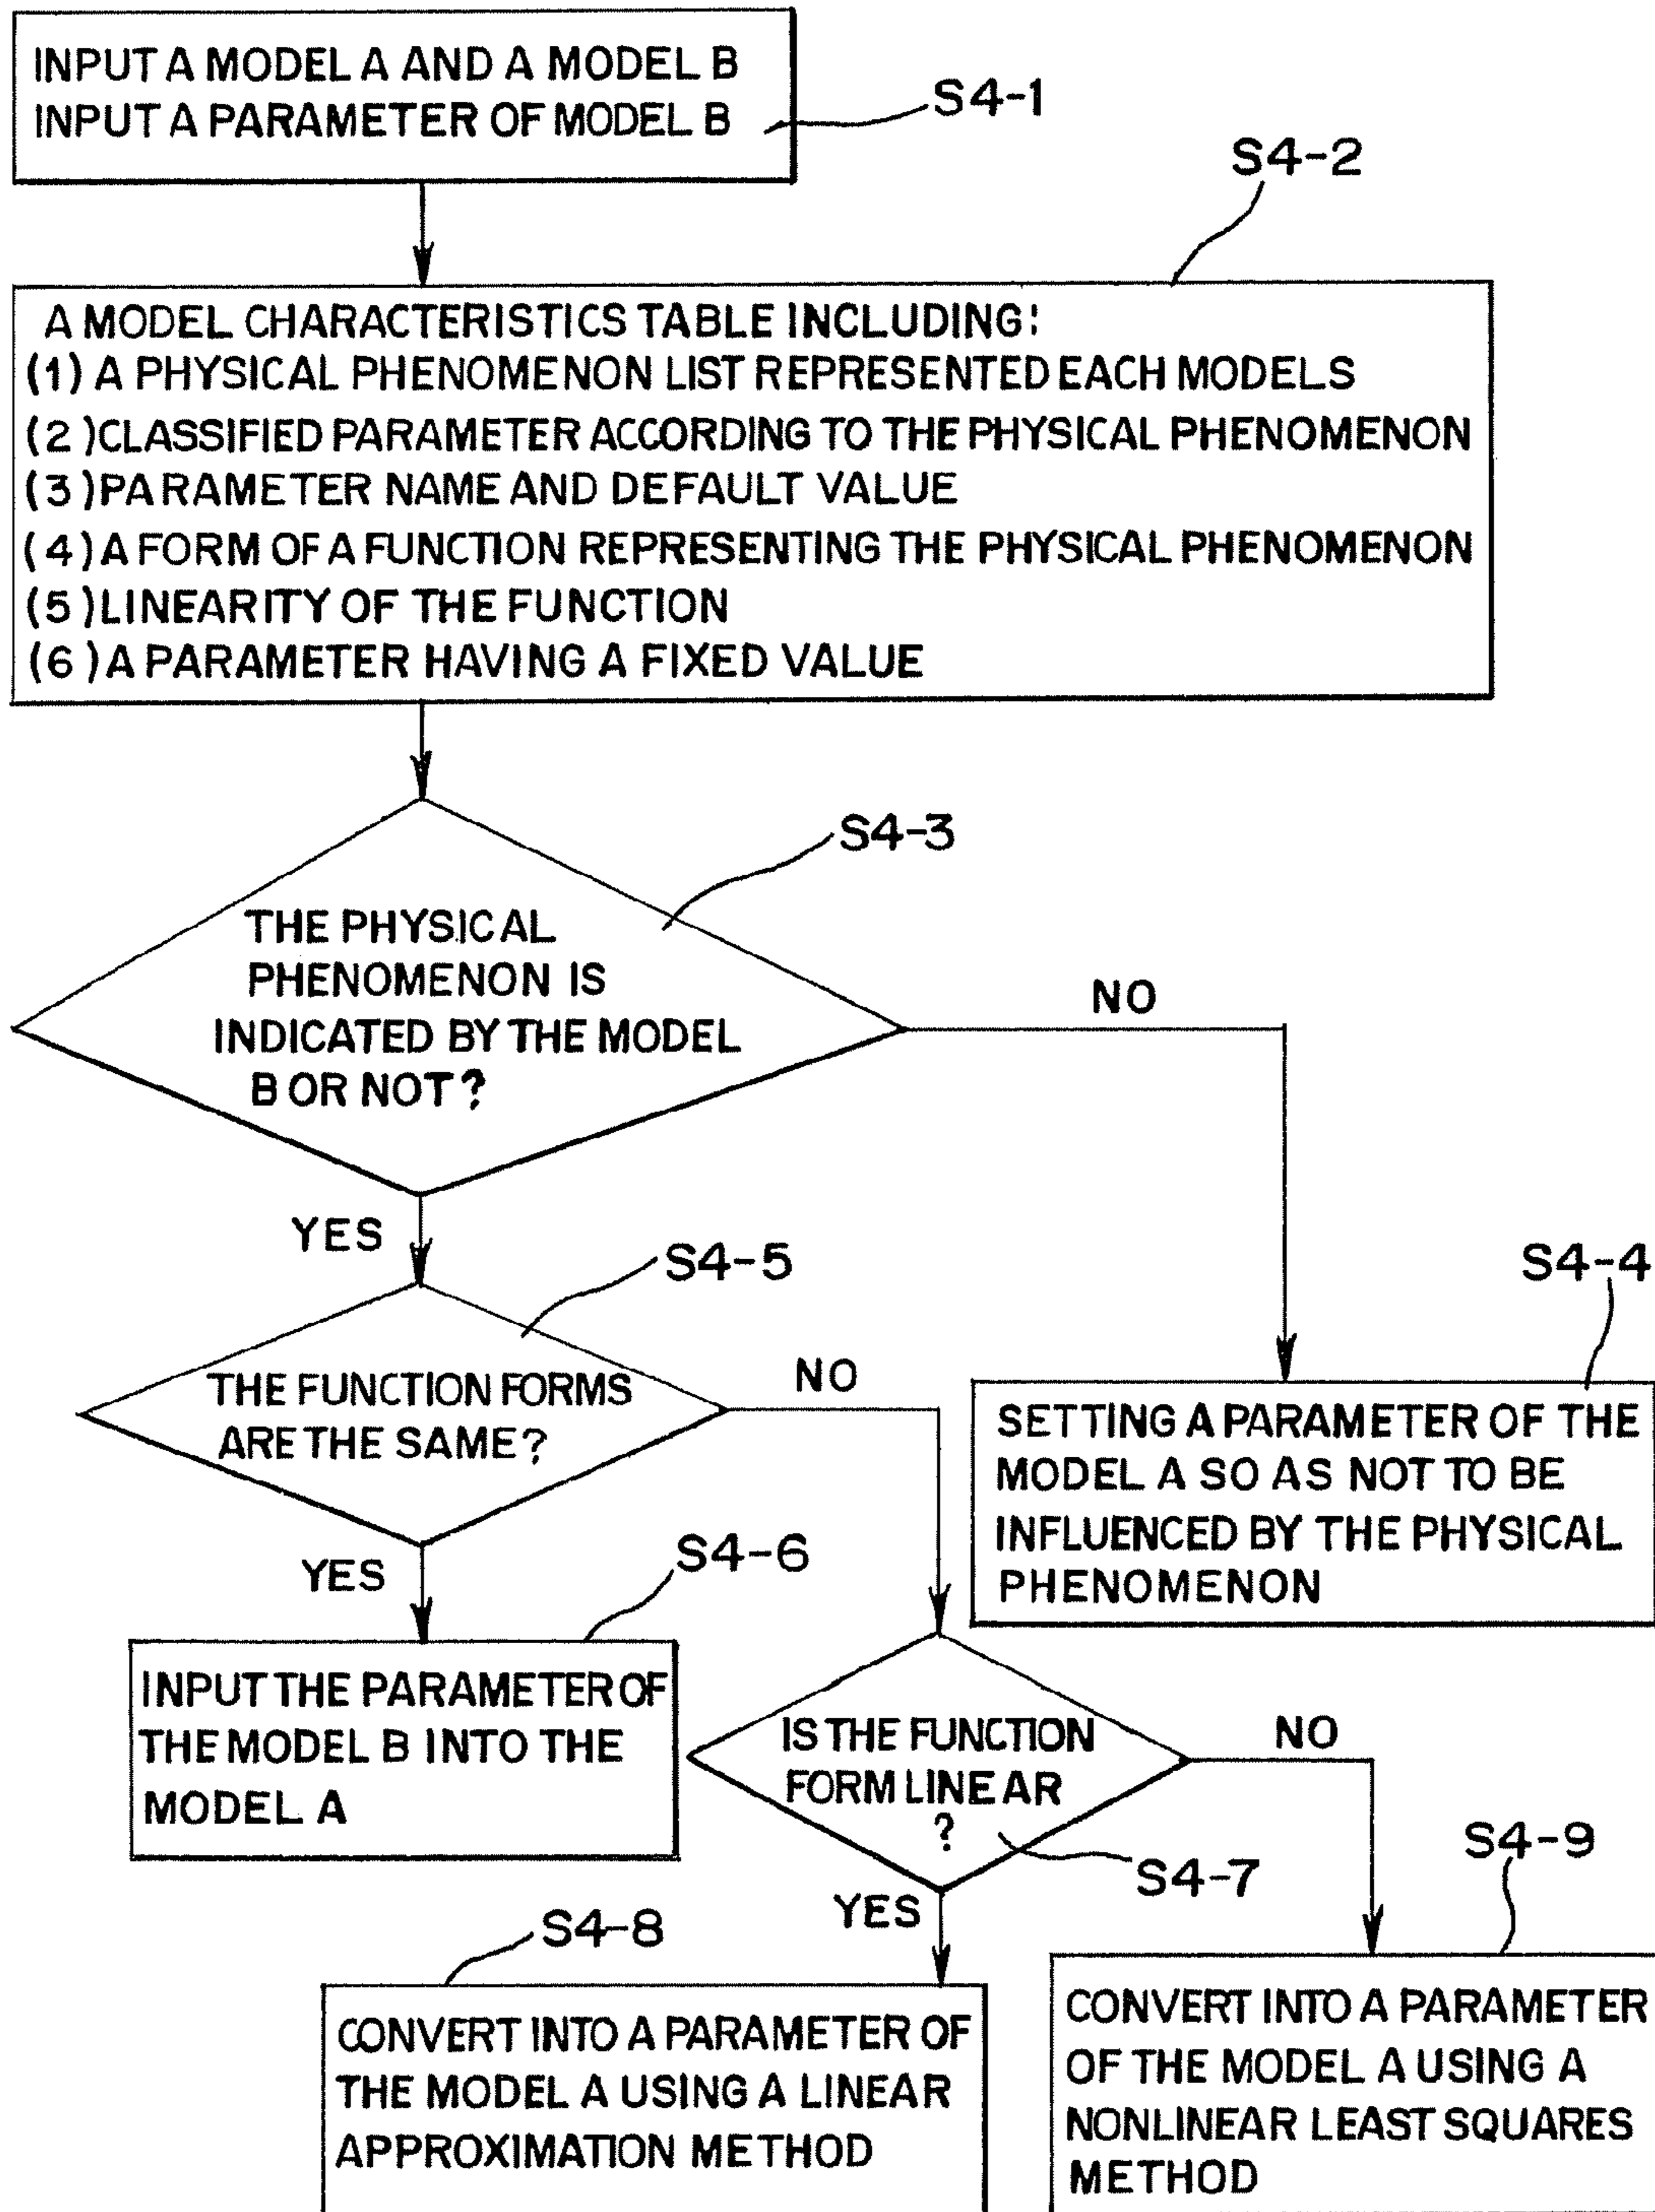 INPUT A MODEL A AND A MODEL B
INPUT A PARAMETER OF MODEL B
S4-1
S4-2
A MODEL CHARACTERISTICS TABLE INCLUDING:
(1) A PHYSICAL PHENOMENON LIST REPRESENTED EACH MODELS
(2) CLASSIFIED PARAMETER ACCORDING TO THE PHYSICAL PHENOMENON
(3) PARAMETER NAME AND DEFAULT VALUE
(4) A FORM OF A FUNCTION REPRESENTING THE PHYSICAL PHENOMENON
(5) LINEARITY OF THE FUNCTION
(6) A PARAMETER HAVING A FIXED VALUE
S4-3
THE PHYSICAL
PHENOMENON IS
INDICATED BY THE MODEL
B OR NOT?
NO
YES
S4-5
S4-4
THE FUNCTION FORMS
ARE THE SAME?
NO
SETTING A PARAMETER OF THE
MODEL A SO AS NOT TO BE
INFLUENCED BY THE PHYSICAL
PHENOMENON
YES
S4-6
INPUT THE PARAMETER OF
THE MODEL B INTO THE
MODEL A
IS THE FUNCTION
FORM LINEAR
?
NO
S4-7
YES
S4-9
S4-8
CONVERT INTO A PARAMETER OF
THE MODEL A USING A LINEAR
APPROXIMATION METHOD
CONVERT INTO A PARAMETER
OF THE MODEL A USING A
NONLINEAR LEAST SQUARES
METHOD